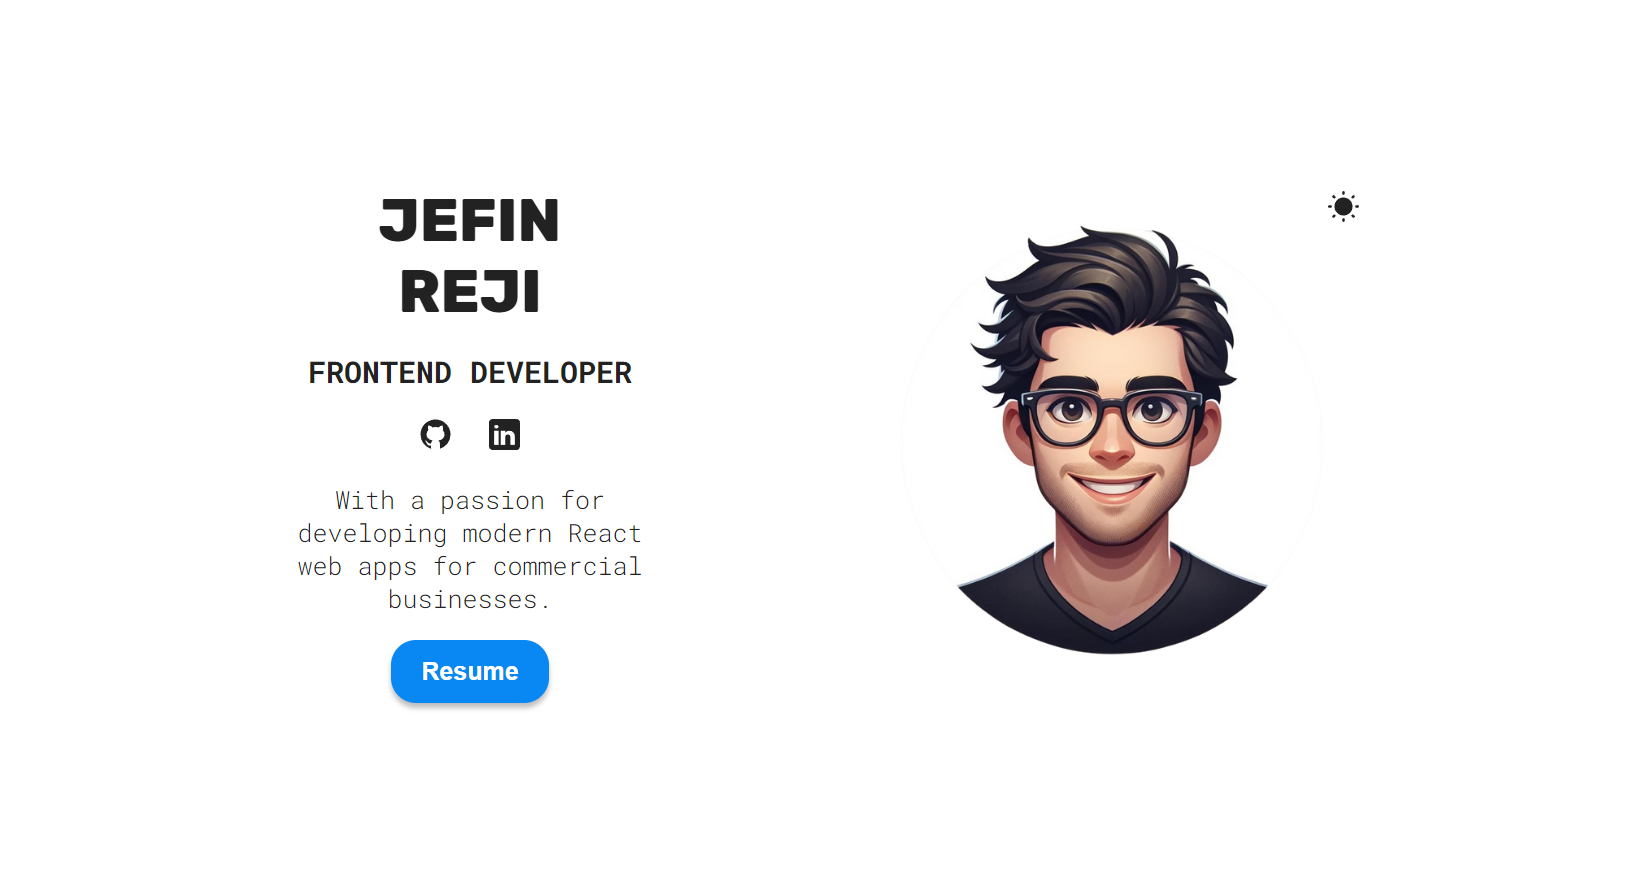 JEFIN
REJI
FRONTEND DEVELOPER
in
With a passion for
developing modern React
web apps for commercial
businesses.
Resume